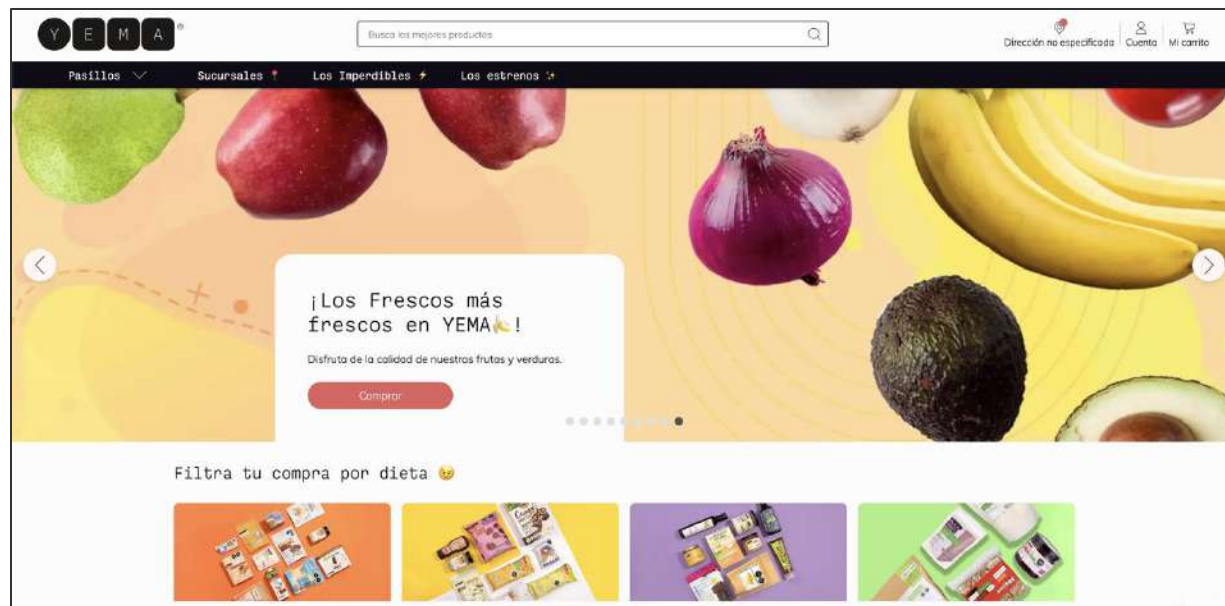 YEMA®
Busca los mejores productos
Dirección no especificada
Cuenta
Mi carrito
Pasillos
Sucursales 📍
Los Imperdibles ⚡
Los estrenos ✨
¡Los Frescos más
frescos en YEMA🍌!
Disfruta de la calidad de nuestras frutas y verduras.
Comprar
Filtra tu compra por dieta 😉